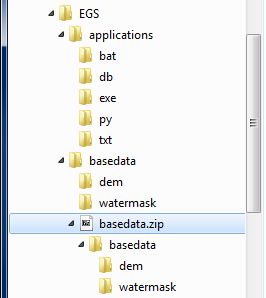 EGS
applications
bat
db
exe
py
txt
basedata
dem
watermask
basedata.zip
basedata
dem
watermask